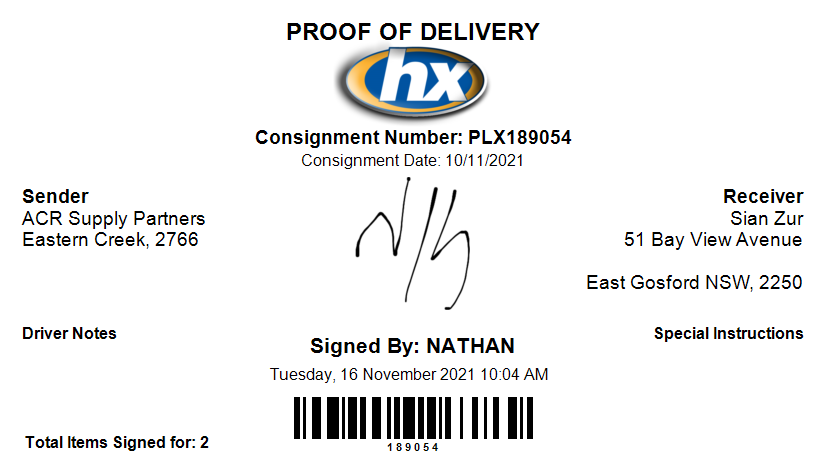 PROOF OF DELIVERY
hx
Consignment Number: PLX189054
Consignment Date: 10/11/2021
Sender
ACR Supply Partners
Eastern Creek, 2766
Receiver
Sian Zur
51 Bay View Avenue
East Gosford NSW, 2250
Driver Notes
Special Instructions
Signed By: NATHAN
Tuesday, 16 November 2021 10:04 AM
189054
Total Items Signed for: 2